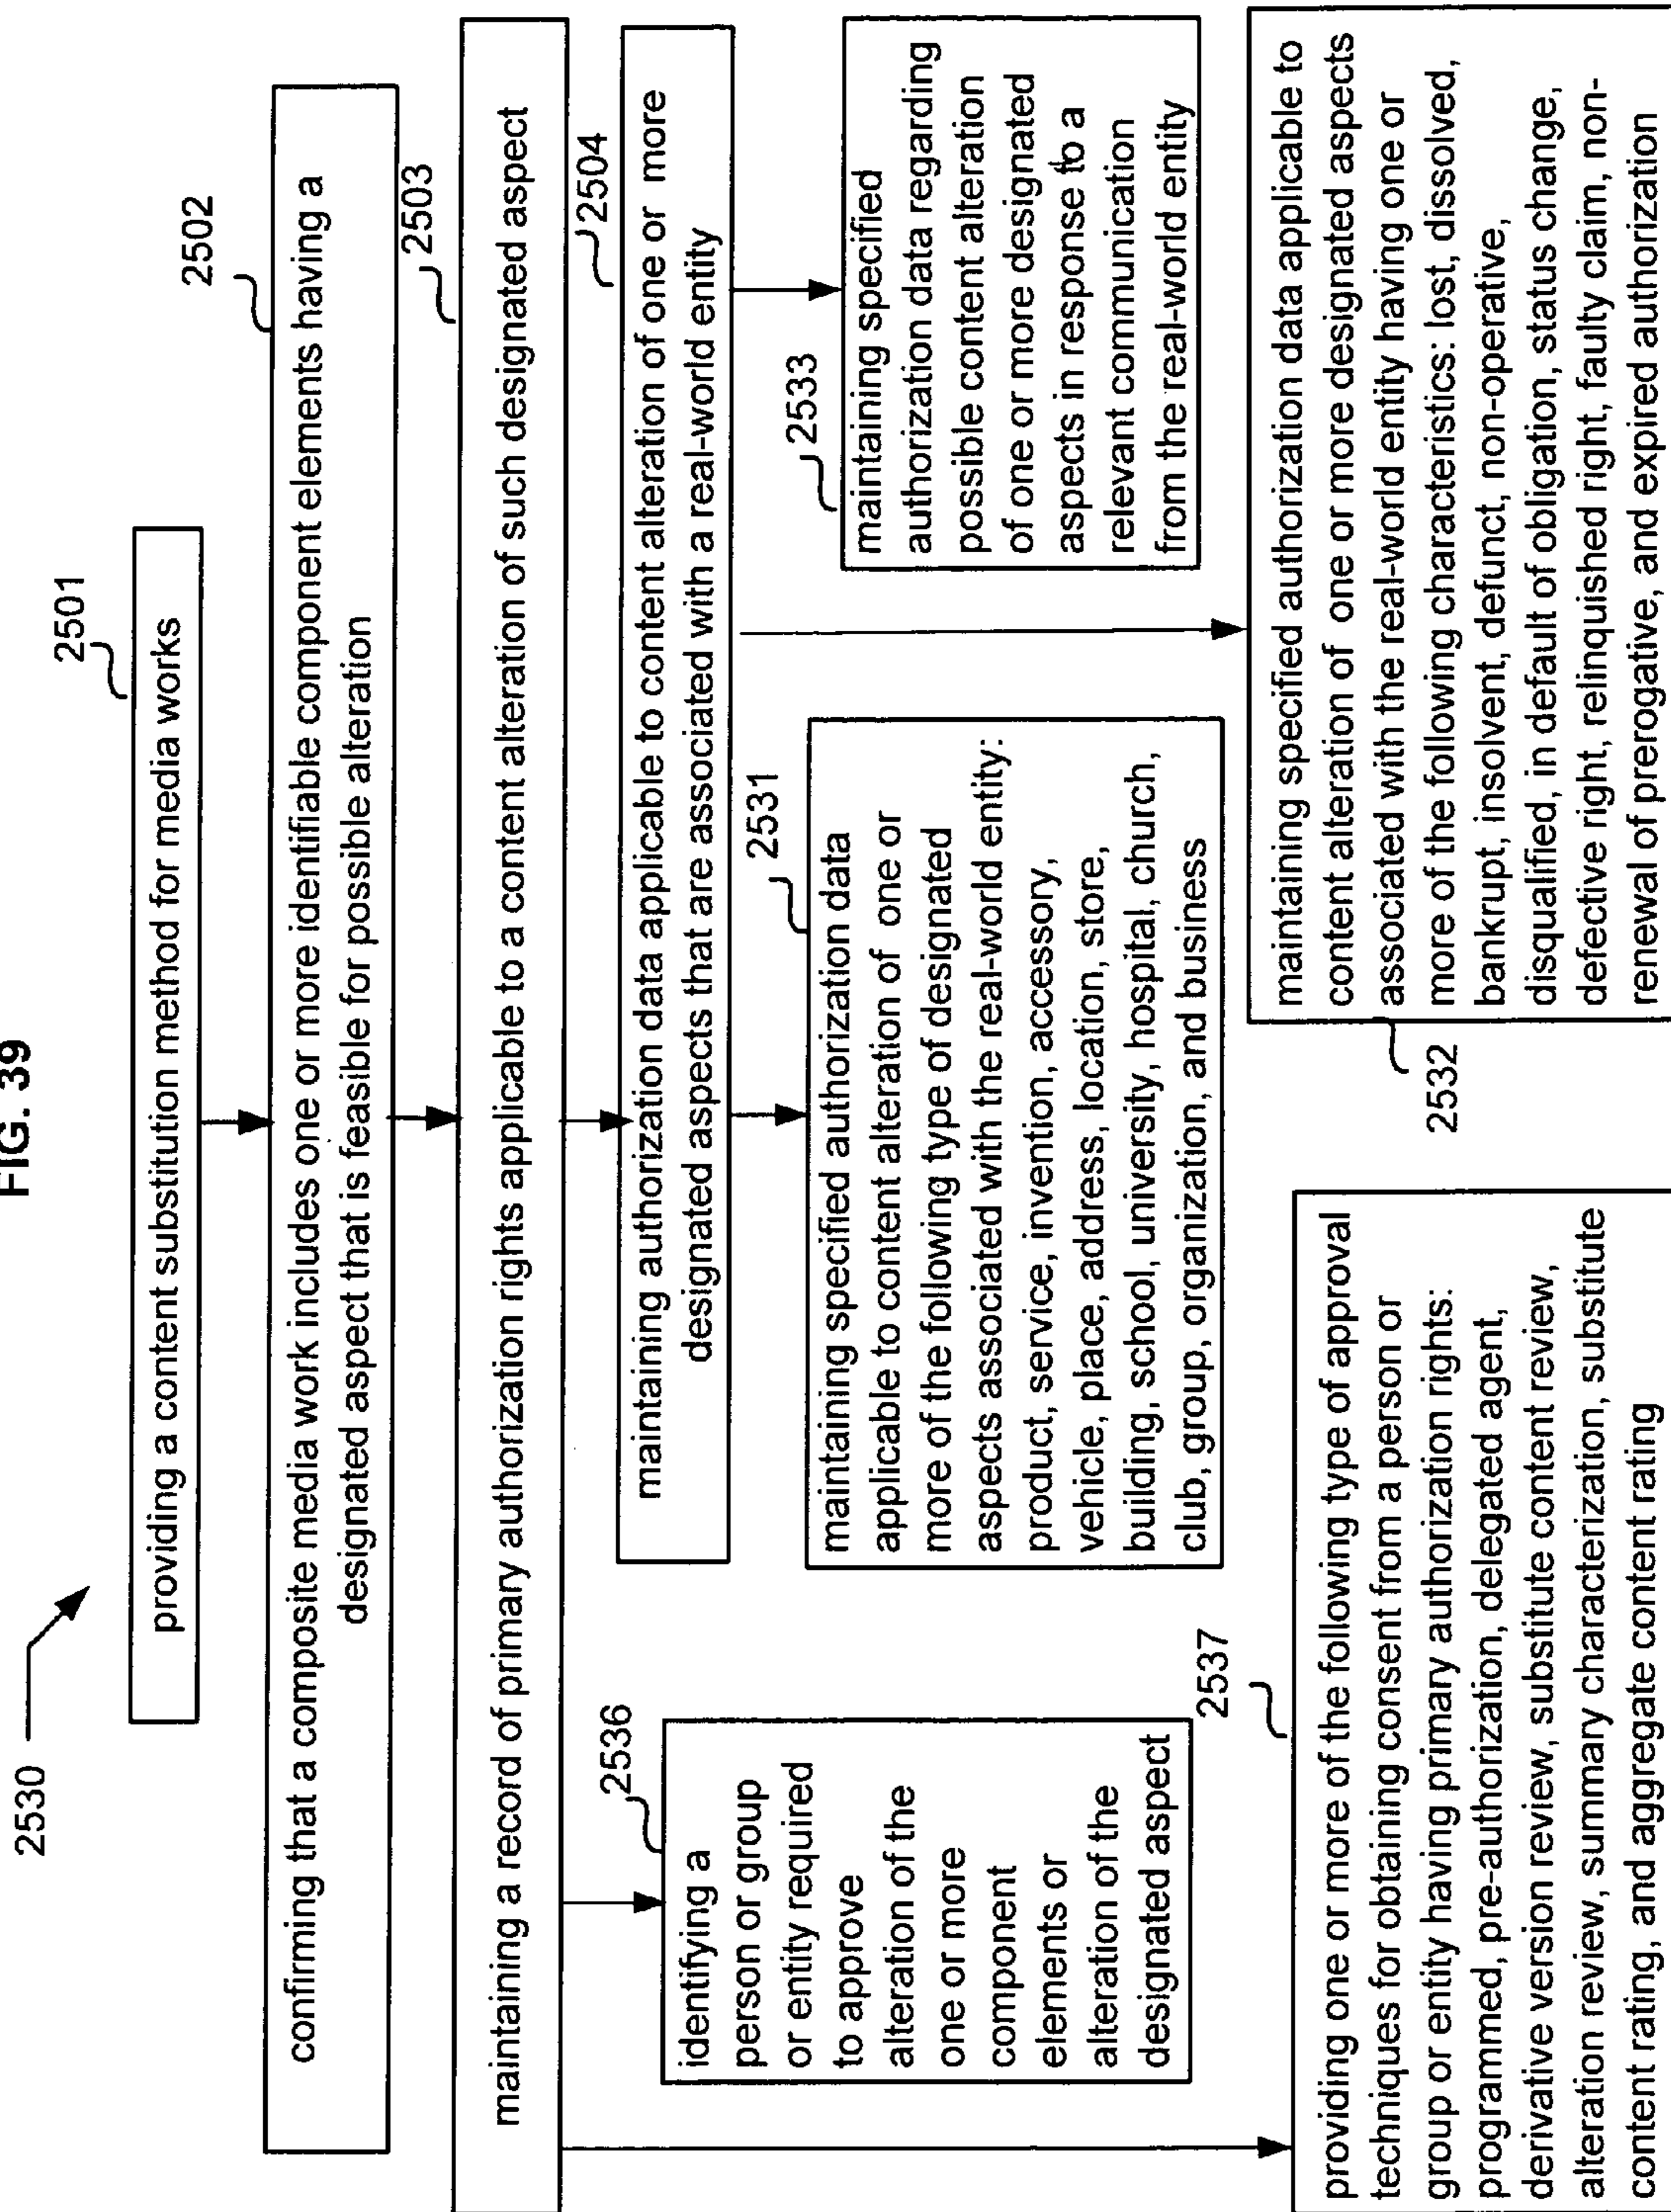 FIG. 39
2530
2501
providing a content substitution method for media works
2502
confirming that a composite media work includes one or more identifiable component elements having a
designated aspect that is feasible for possible alteration
2503
maintaining a record of primary authorization rights applicable to a content alteration of such designated aspect
2504
maintaining authorization data applicable to content alteration of one or more
designated aspects that are associated with a real-world entity
2536
identifying a
person or group
or entity required
to approve
alteration of the
one or more
component
elements or
alteration of the
designated aspect
2531
maintaining specified authorization data
applicable to content alteration of one or
more of the following type of designated
aspects associated with the real-world entity:
product, service, invention, accessory,
vehicle, place, address, location, store,
building, school, university, hospital, church,
club, group, organization, and business
2533
maintaining specified
authorization data regarding
possible content alteration
of one or more designated
aspects in response to a
relevant communication
from the real-world entity
2537
providing one or more of the following type of approval
techniques for obtaining consent from a person or
group or entity having primary authorization rights:
programmed, pre-authorization, delegated agent,
derivative version review, substitute content review,
alteration review, summary characterization, substitute
content rating, and aggregate content rating
2532
maintaining specified authorization data applicable to
content alteration of one or more designated aspects
associated with the real-world entity having one or
more of the following characteristics: lost, dissolved,
bankrupt, insolvent, defunct, non-operative,
disqualified, in default of obligation, status change,
defective right, relinquished right, faulty claim, non-
renewal of prerogative, and expired authorization